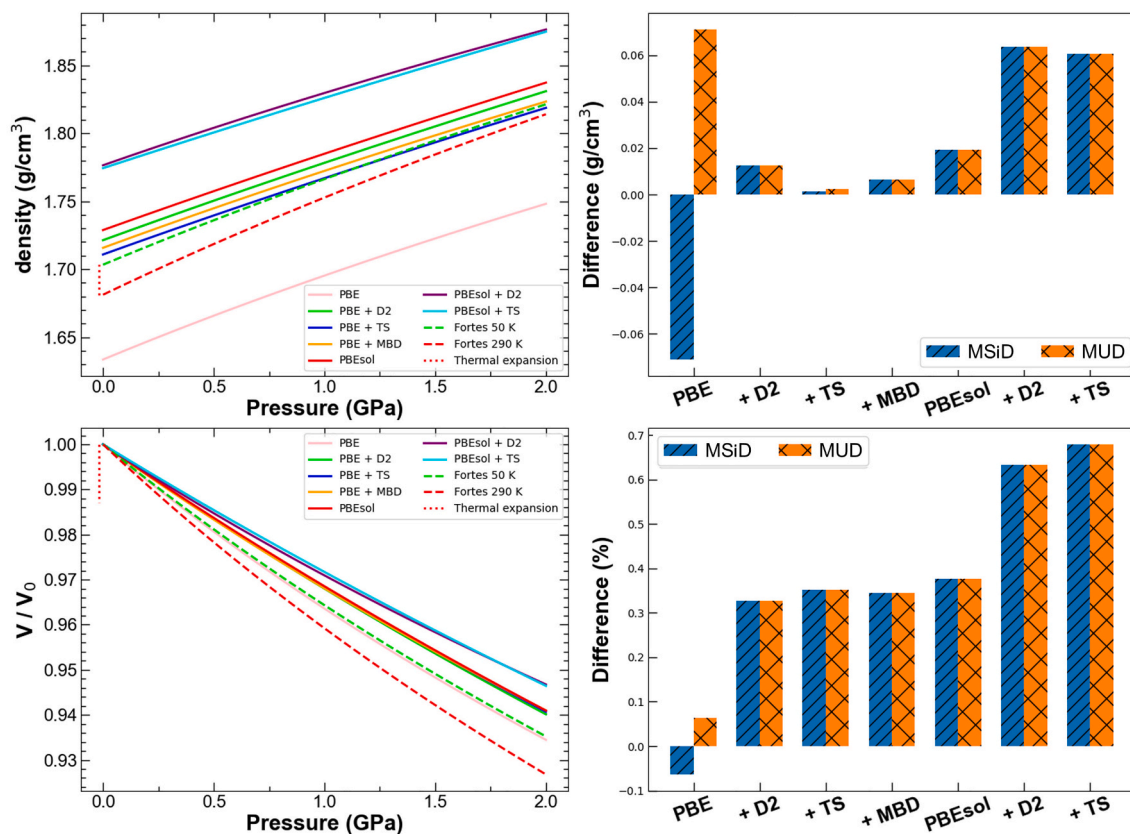 density (g/cm³)
1.85
1.80
1.75
1.70
1.65
PBE
PBE + D2
PBE + TS
PBE + MBD
PBEsol
PBEsol + D2
PBEsol + TS
Fortes 50 K
Fortes 290 K
Thermal expansion
0.0 0.5 1.0 1.5 2.0
Pressure (GPa)
Difference (g/cm³)
0.06
0.04
0.02
0.00
−0.02
−0.04
−0.06
MSiD MUD
PBE + D2 + TS + MBD PBEsol + D2 + TS
V / V₀
1.00
0.99
0.98
0.97
0.96
0.95
0.94
0.93
PBE
PBE + D2
PBE + TS
PBE + MBD
PBEsol
PBEsol + D2
PBEsol + TS
Fortes 50 K
Fortes 290 K
Thermal expansion
0.0 0.5 1.0 1.5 2.0
Pressure (GPa)
Difference (%)
0.7
0.6
0.5
0.4
0.3
0.2
0.1
0.0
−0.1
MSiD MUD
PBE + D2 + TS + MBD PBEsol + D2 + TS